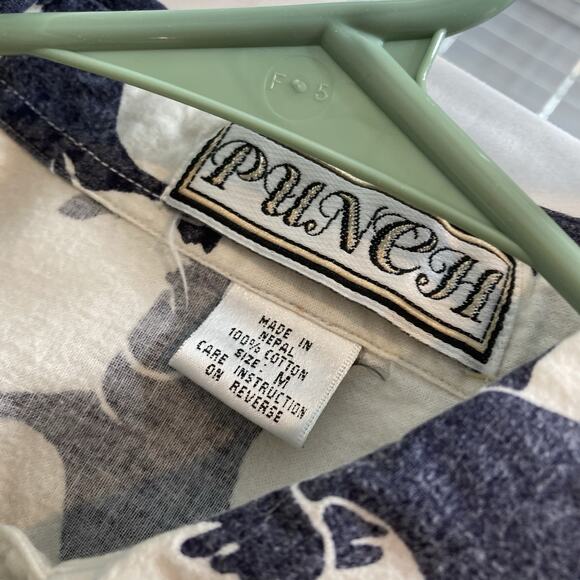 F 5
PUNCH
MADE IN
NEPAL
100% COTTON
SIZE: M
CARE INSTRUCTION
ON REVERSE